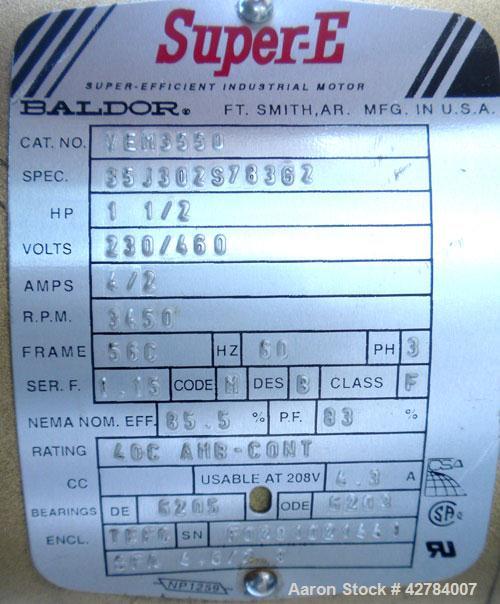 Super-E
SUPER-EFFICIENT INDUSTRIAL MOTOR
BALDOR® FT. SMITH, AR. MFG. IN U.S.A.
CAT. NO. VEM3550
SPEC. 35J302S783G2
HP 1 1/2
VOLTS 230/460
AMPS 4/2
R.P.M. 3450
FRAME 56C HZ 60 PH 3
SER. F. 1.15 CODE M DES B CLASS F
NEMA NOM. EFF. 85.5 % P.F. 83 %
RATING 40C AMB-CONT
CC USABLE AT 208V 4.3 A
BEARINGS DE 6205 ODE 6203
ENCL. TEFC SN F0201021441
SFA
NP1259
Aaron Stock # 42784007